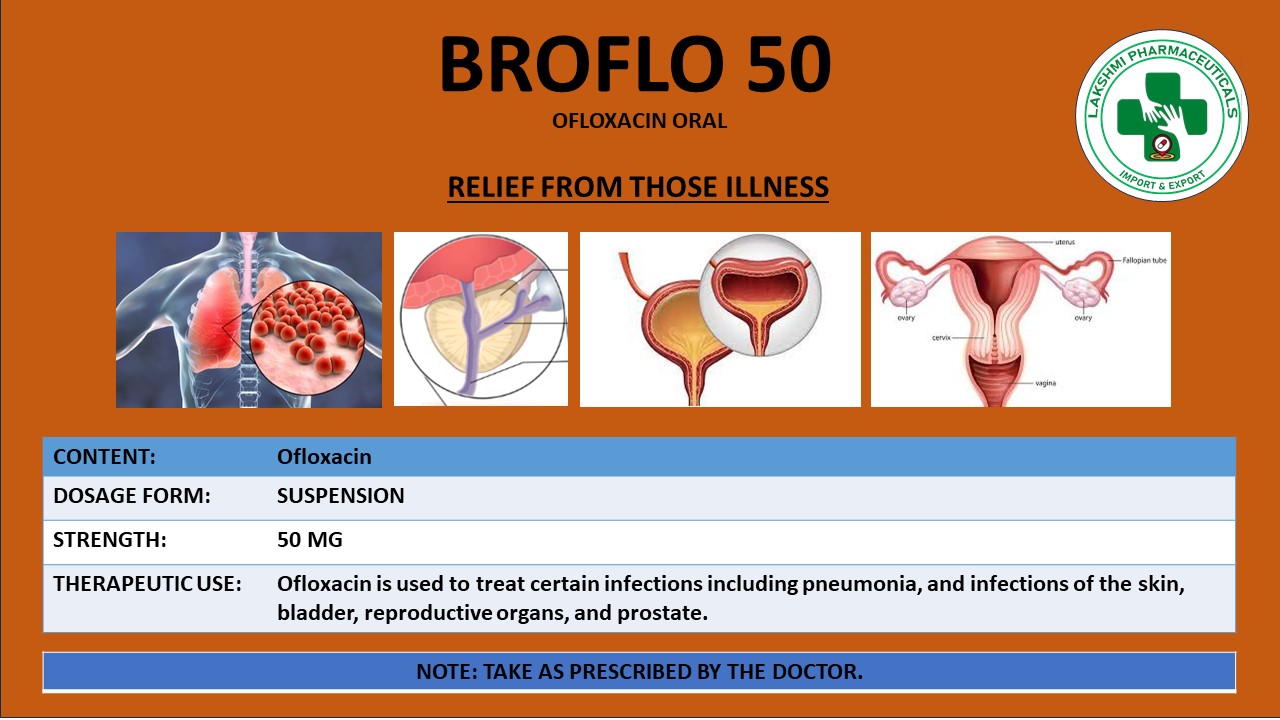 BROFLO 50
OFLOXACIN ORAL
LAKSHMI PHARMACEUTICALS
IMPORT & EXPORT
RELIEF FROM THOSE ILLNESS
uterus
Fallopian tube
ovary
ovary
cervix
vagina
CONTENT: Ofloxacin
DOSAGE FORM: SUSPENSION
STRENGTH: 50 MG
THERAPEUTIC USE: Ofloxacin is used to treat certain infections including pneumonia, and infections of the skin,
bladder, reproductive organs, and prostate.
NOTE: TAKE AS PRESCRIBED BY THE DOCTOR.